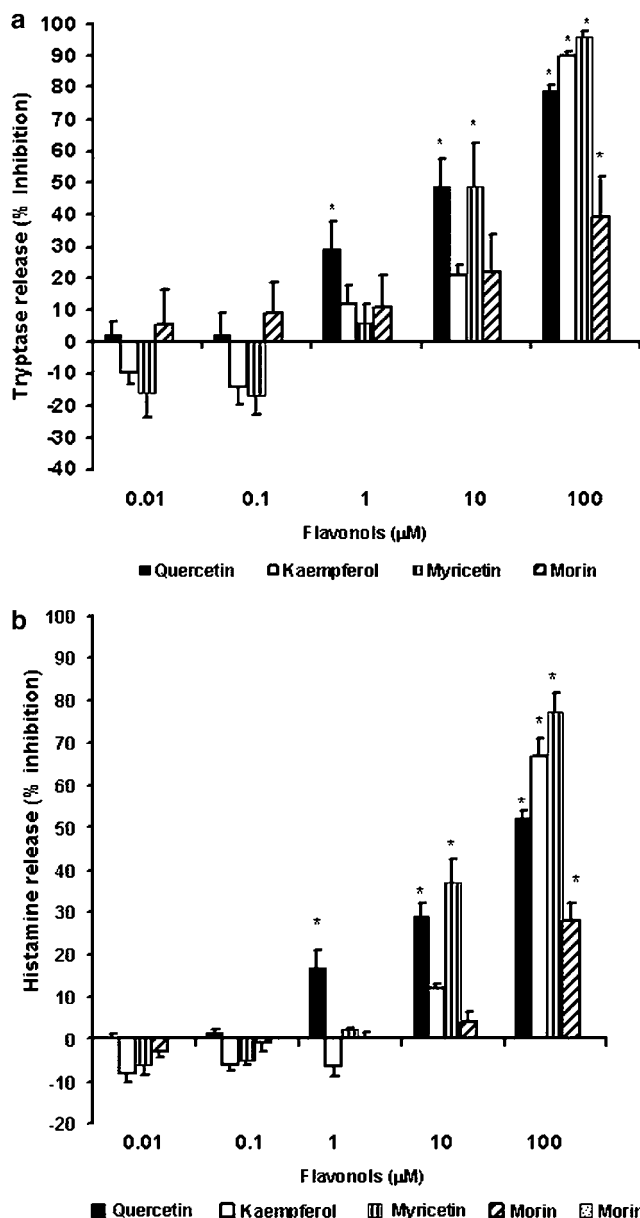 a
Tryptase release (% Inhibition)
100
90
80
70
60
50
40
30
20
10
0
-10
-20
-30
-40
* * * * * * *
0.01 0.1 1 10 100
Flavonols (µM)
Quercetin Kaempferol Myricetin Morin
b
Histamine release (% inhibition)
100
90
80
70
60
50
40
30
20
10
0
-10
-20
* * * * * * *
0.01 0.1 1 10 100
Flavonols (µM)
Quercetin Kaempferol Myricetin Morin Morin